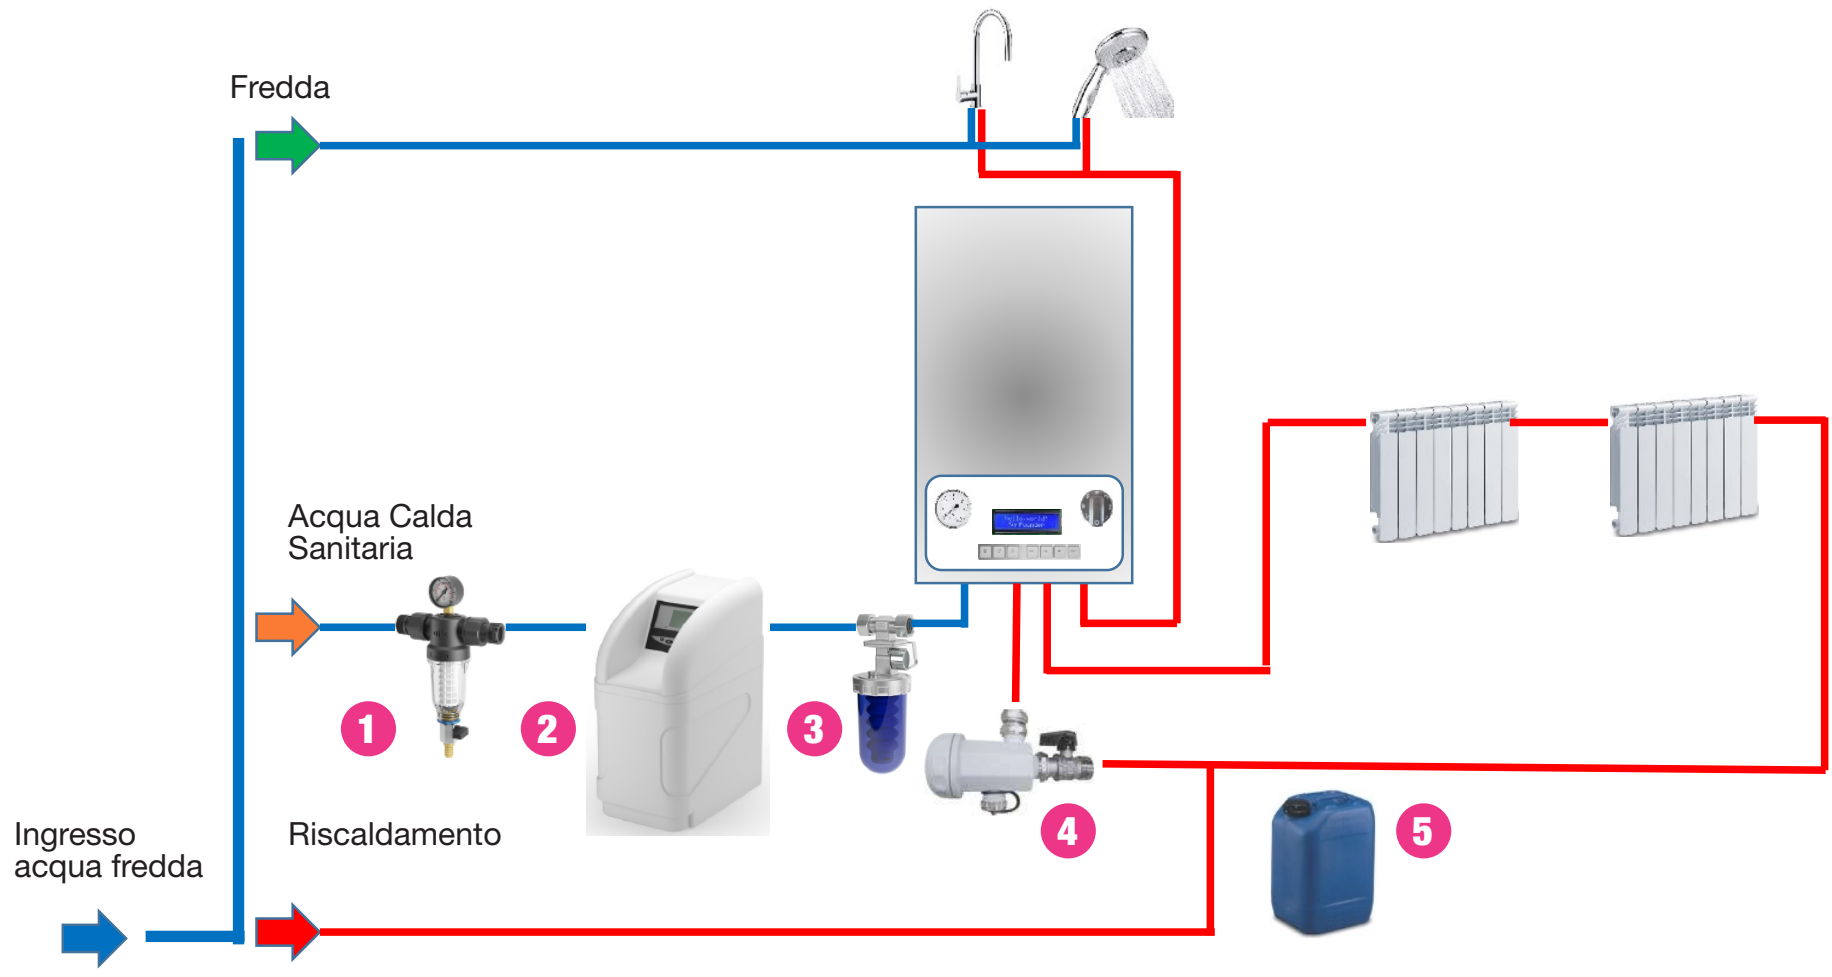 Fredda
Acqua Calda
Sanitaria
1
2
3
4
5
Ingresso
acqua fredda
Riscaldamento